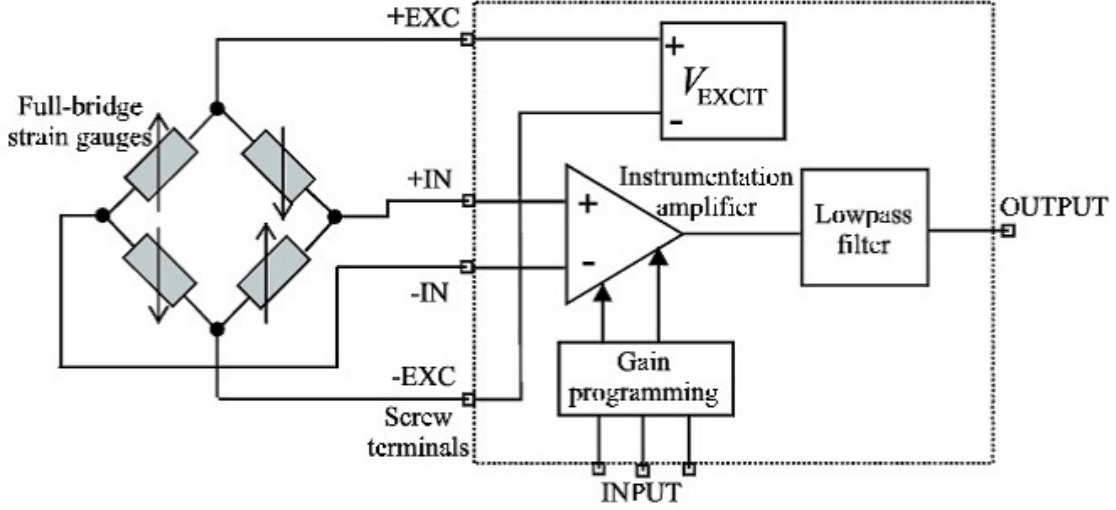 +EXC
+
V
EXCIT
-
Full-bridge
strain gauges
+IN
Instrumentation
amplifier
+
-
Lowpass
filter
OUTPUT
-IN
Gain
programming
-EXC
Screw
terminals
INPUT